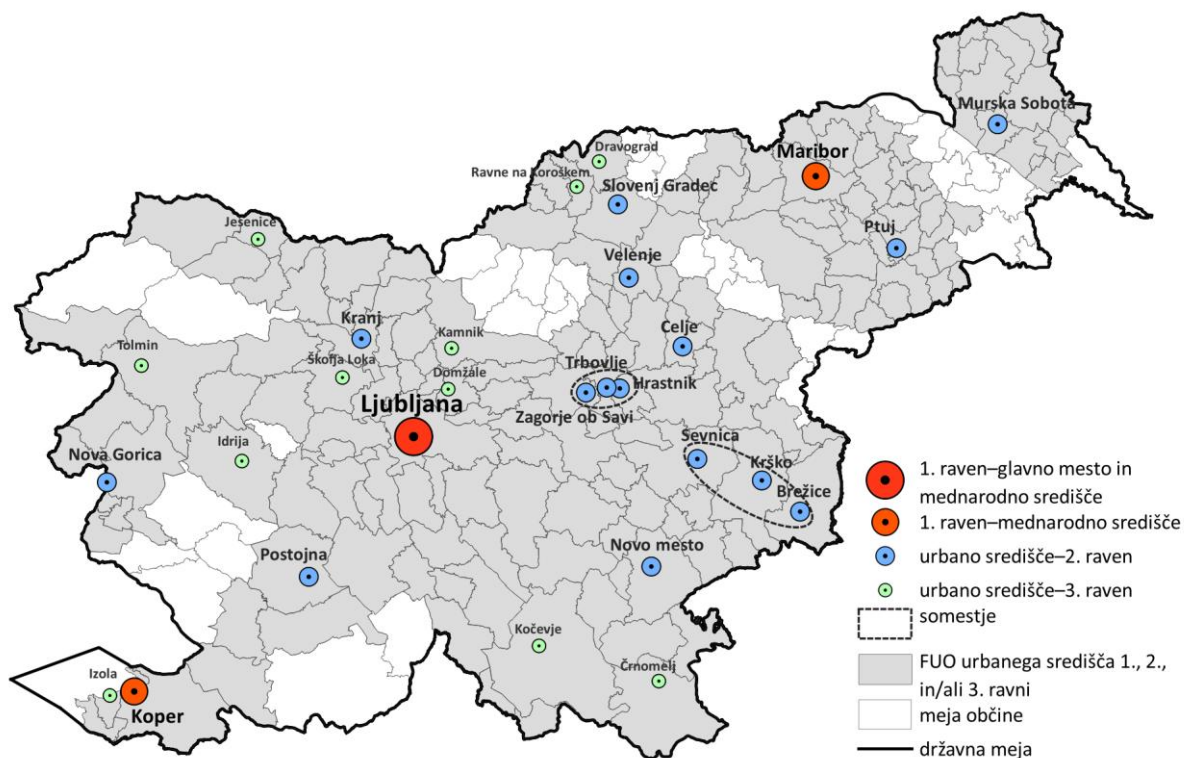 Murska Sobota
Dravograd
Maribor
Ravne na Koroškem
Slovenj Gradec
Jesenice
Ptuj
Velenje
Kranj
Kamnik
Celje
Tolmin
Škofja Loka
Trbovlje
Domžale
Hrastnik
Ljubljana
Zagorje ob Savi
Sevnica
Idrija
Nova Gorica
Krško
Brežice
Postojna
Novo mesto
Kočevje
Črnomelj
Izola
Koper
1. raven–glavno mesto in
mednarodno središče
1. raven–mednarodno središče
urbano središče–2. raven
urbano središče–3. raven
somestje
FUO urbanega središča 1., 2.,
in/ali 3. ravni
meja občine
državna meja